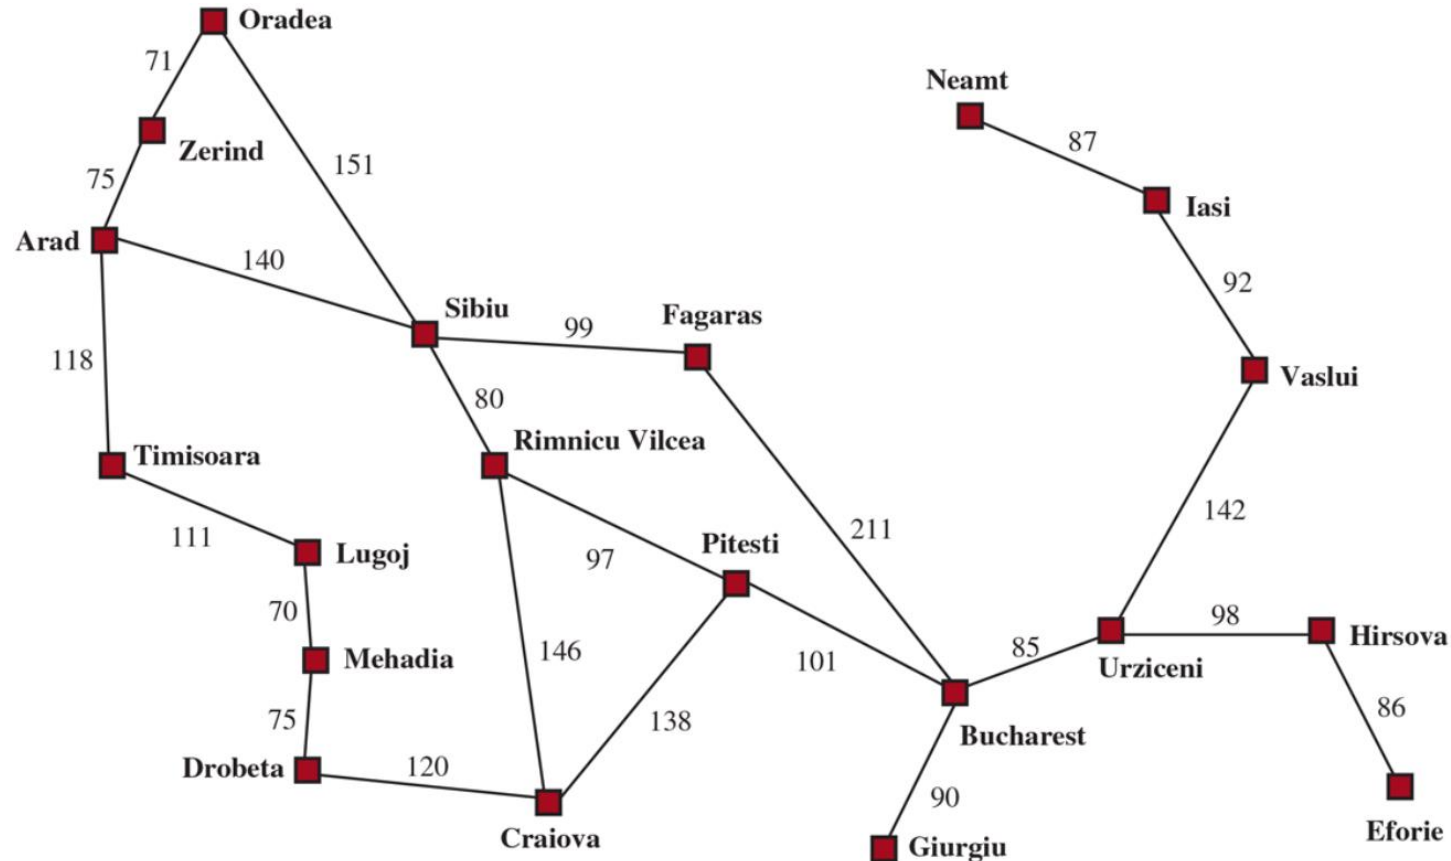 Oradea
71
Neamt
87
Zerind
151
75
Iasi
Arad
140
92
Sibiu
Fagaras
99
118
Vaslui
80
Rimnicu Vilcea
Timisoara
142
211
111
Pitesti
Lugoj
97
70
98
Hirsova
85
146
Mehadia
101
Urziceni
86
75
138
Bucharest
Drobeta
120
90
Eforie
Craiova
Giurgiu